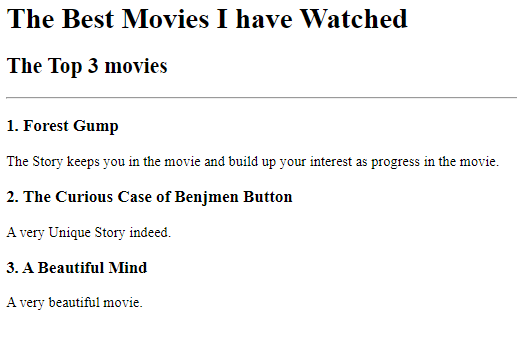 The Best Movies I have Watched
The Top 3 movies
1. Forest Gump
The Story keeps you in the movie and build up your interest as progress in the movie.
2. The Curious Case of Benjmen Button
A very Unique Story indeed.
3. A Beautiful Mind
A very beautiful movie.